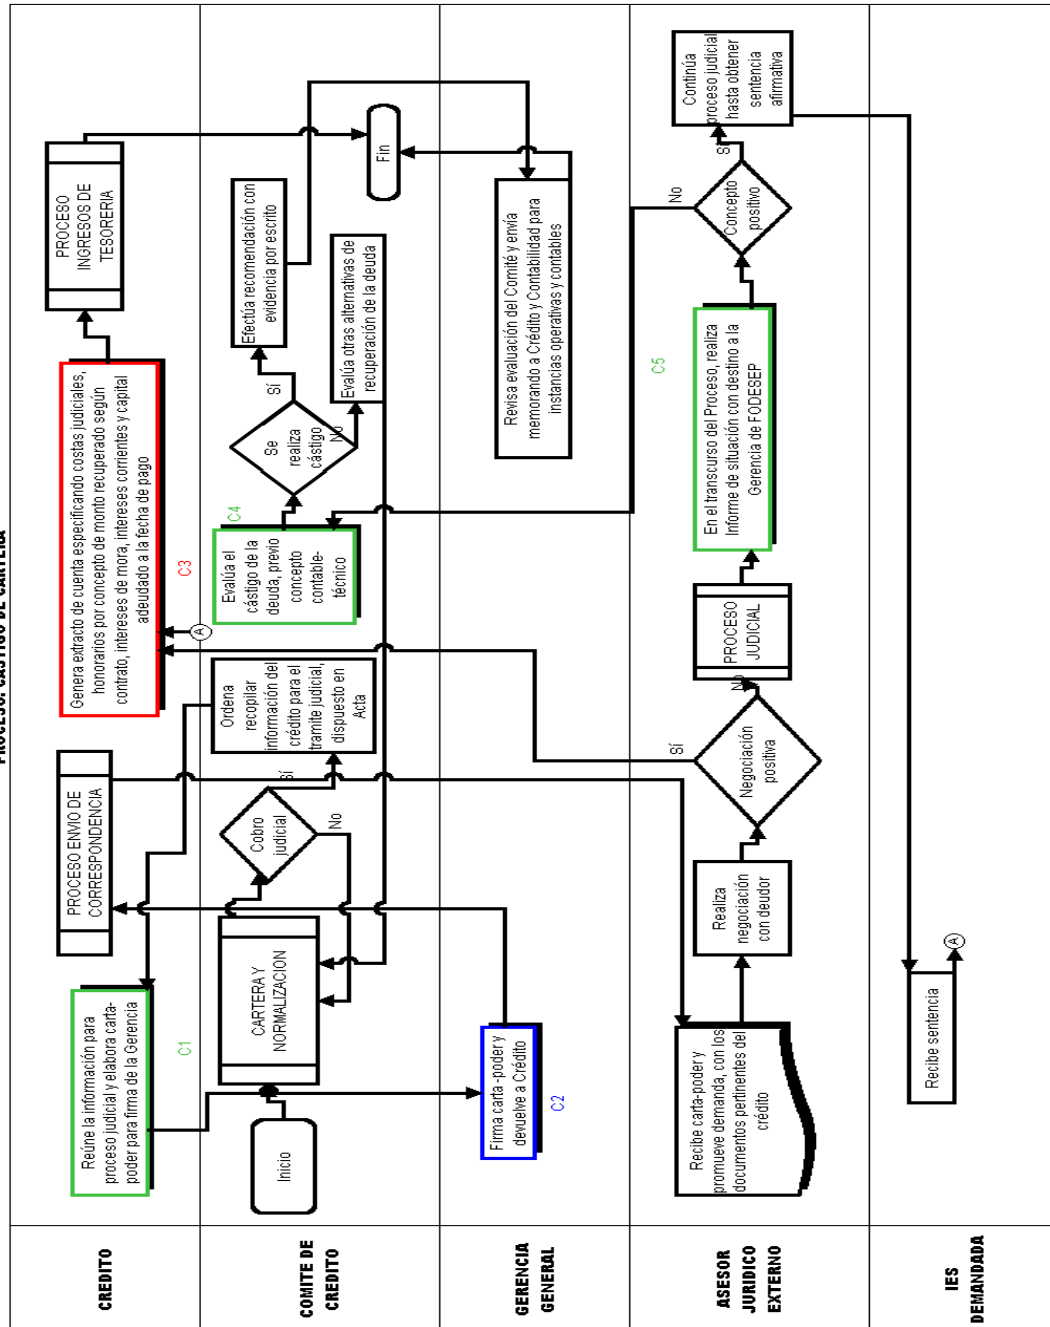 PROCESO: CASTIGO DE CARTERA
CREDITO
Reúne la información para
proceso judicial y elabora carta-
poder para firma de la Gerencia
C1
PROCESO ENVIO DE
CORRESPONDENCIA
Genera extracto de cuenta especificando costas judiciales,
honorarios por concepto de monto recuperado según
contrato, intereses de mora, intereses corrientes y capital
adeudado a la fecha de pago
C3
A
PROCESO
INGRESOS DE
TESORERIA
COMITE DE
CREDITO
Inicio
CARTERA Y
NORMALIZACION
Cobro
judicial
Sí
No
Ordena
recopilar
información del
crédito para el
tramite judicial,
dispuesto en
Acta
Evalúa el
cástigo de la
deuda, previo
concepto
contable-
técnico
C4
Se
realiza
cástigo
Sí
No
Efectúa recomendación con
evidencia por escrito
Evalúa otras alternativas de
recuperación de la deuda
Fin
GERENCIA
GENERAL
Firma carta -poder y
devuelve a Crédito
C2
Revisa evaluación del Comité y envía
memorando a Crédito y Contabilidad para
instancias operativas y contables
ASESOR
JURIDICO
EXTERNO
Recibe carta-poder y
promueve demanda, con los
documentos pertinentes del
crédito
Realiza
negociación
con deudor
Negociación
positiva
Sí
No
PROCESO
JUDICIAL
En el transcurso del Proceso, realiza
Informe de situación con destino a la
Gerencia de FODESEP
C5
Concepto
positivo
No
Sí
Continúa
proceso judicial
hasta obtener
sentencia
afirmativa
IES
DEMANDADA
Recibe sentencia
A